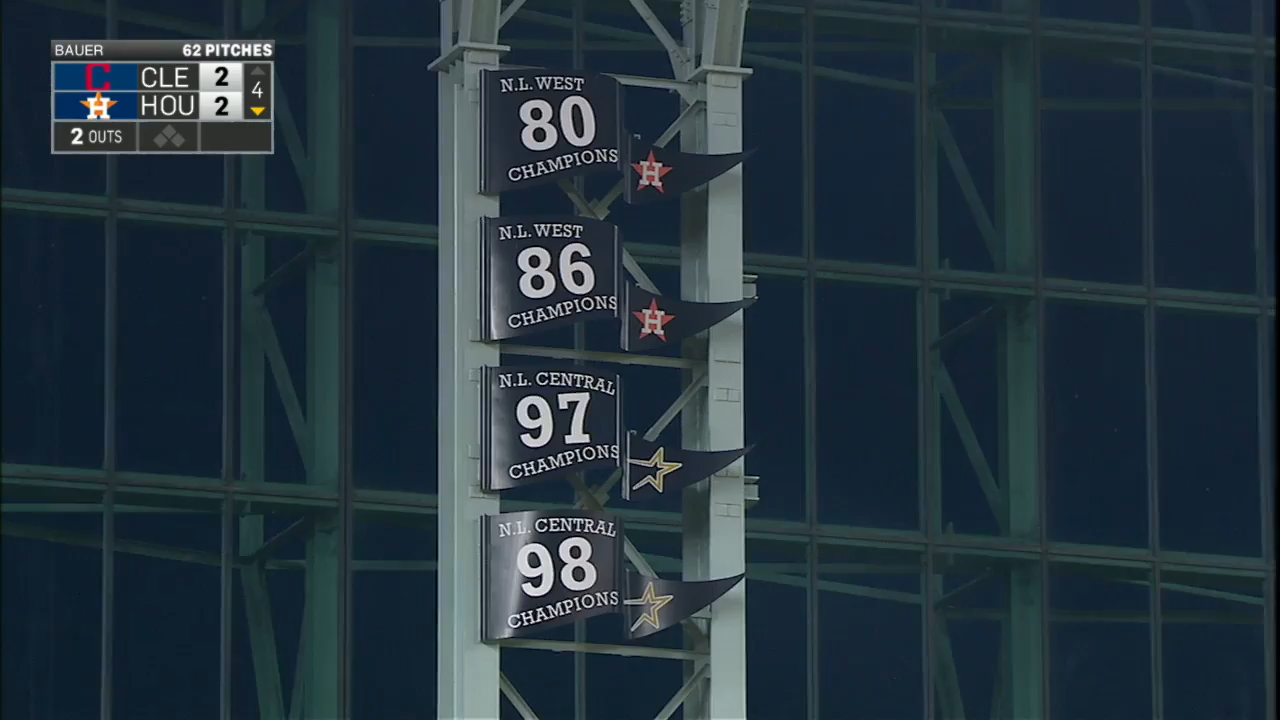 BAUER 62 PITCHES
C CLE 2
H HOU 2
4
2 OUTS
N.L. WEST
80
CHAMPIONS
H
N.L. WEST
86
CHAMPIONS
H
N.L. CENTRAL
97
CHAMPIONS
N.L. CENTRAL
98
CHAMPIONS